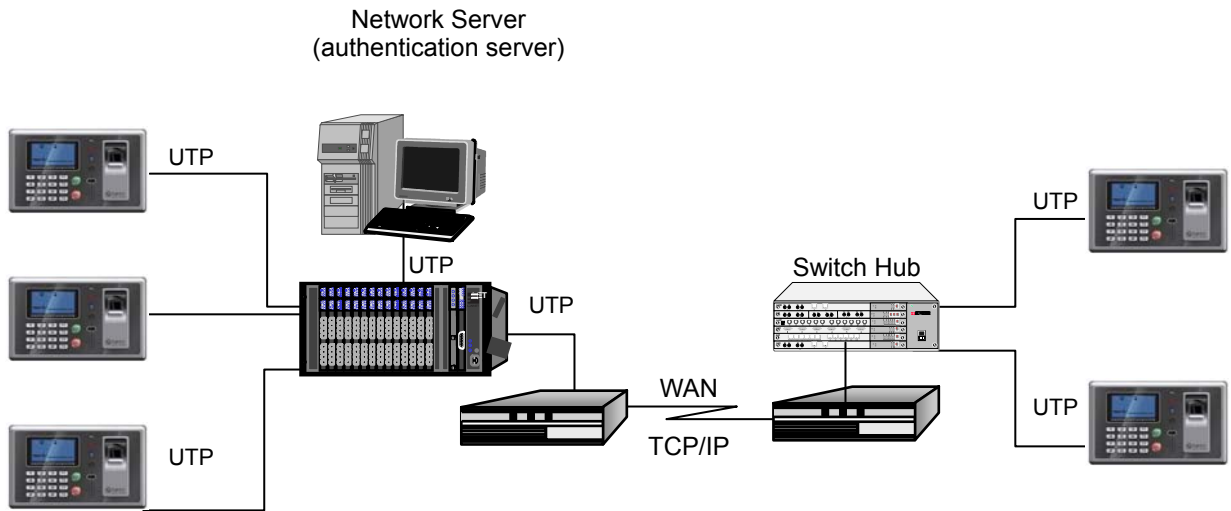 Network Server
(authentication server)
UTP
UTP
UTP
UTP
Switch Hub
UTP
WAN
TCP/IP
UTP
UTP